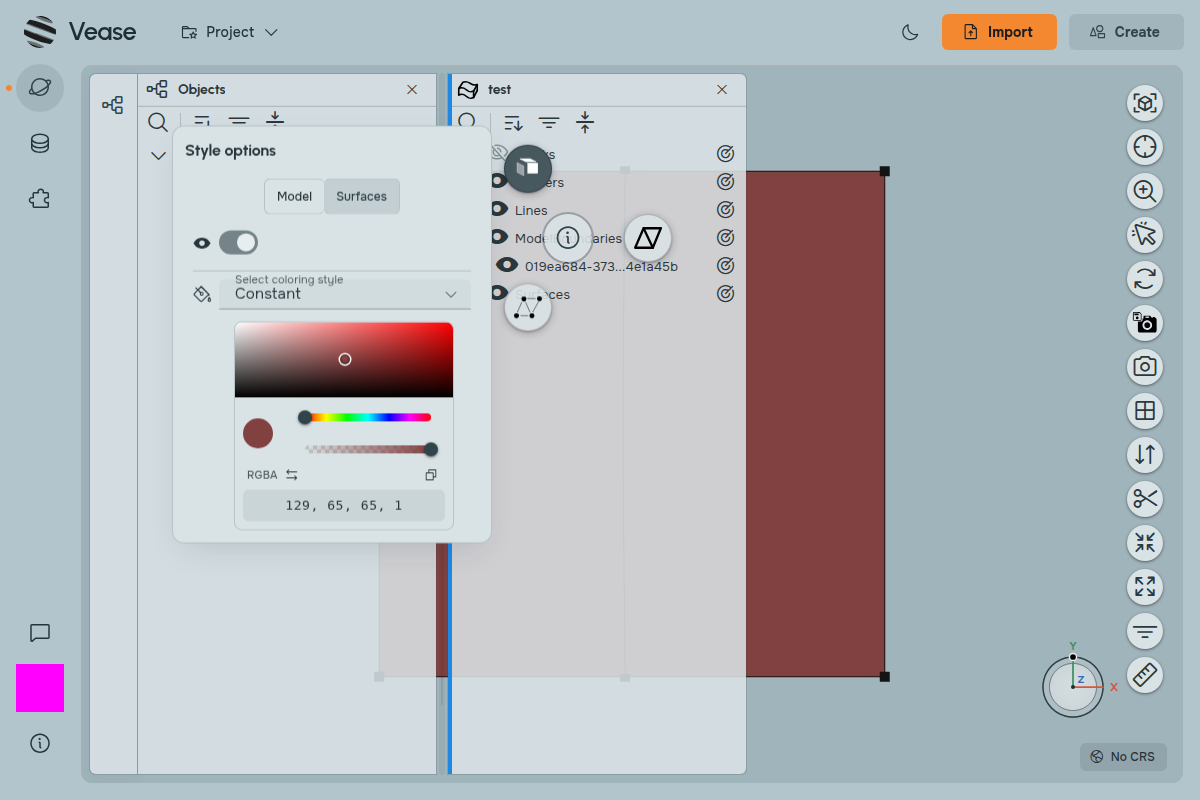 Vease
Project
Import
Create
Objects
test
Style options
Model
Surfaces
Lines
019ea684-373...4e1a45b
Surfaces
Select coloring style
Constant
RGBA
129, 65, 65, 1
Y
Z
X
No CRS